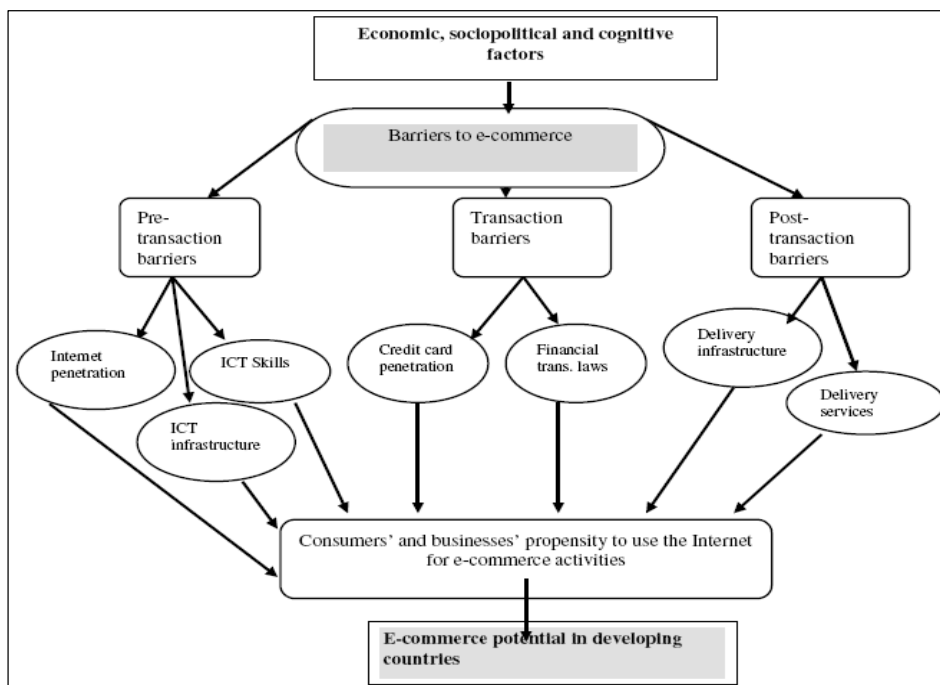 Economic, sociopolitical and cognitive
factors
Barriers to e-commerce
Pre-
transaction
barriers
Transaction
barriers
Post-
transaction
barriers
Internet
penetration
ICT Skills
ICT
infrastructure
Credit card
penetration
Financial
trans. laws
Delivery
infrastructure
Delivery
services
Consumers’ and businesses’ propensity to use the Internet
for e-commerce activities
E-commerce potential in developing
countries